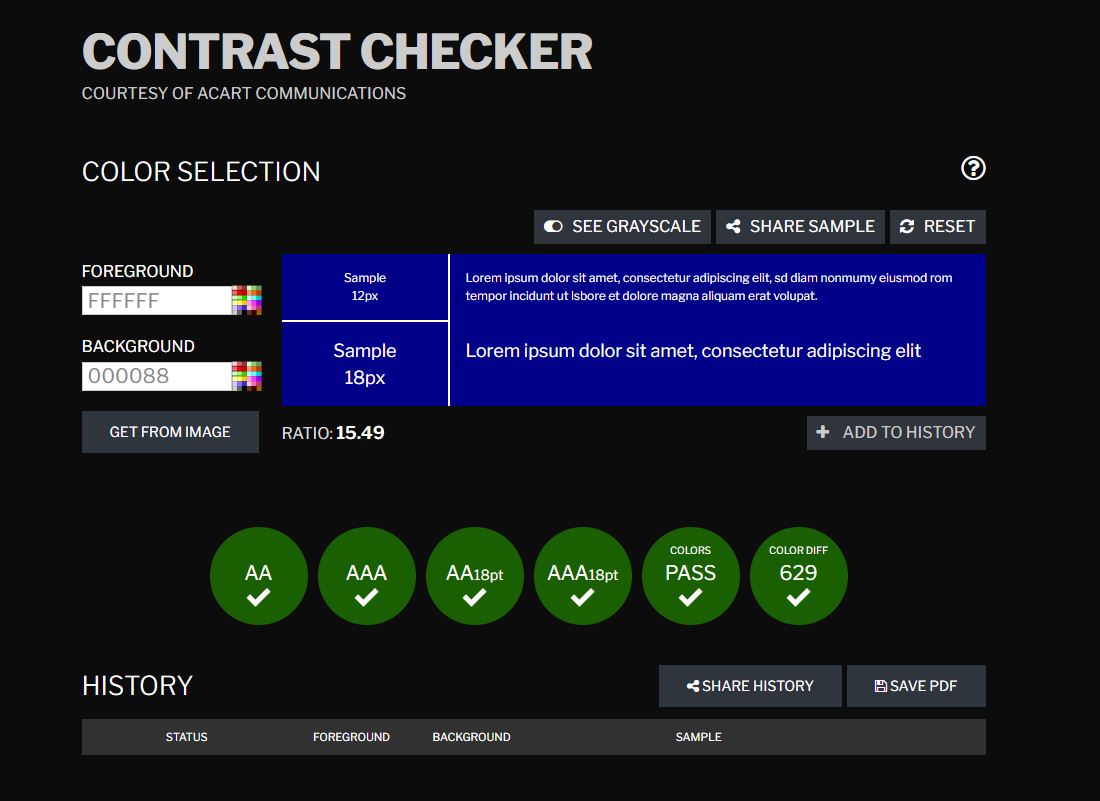 CONTRAST CHECKER
COURTESY OF ACART COMMUNICATIONS
COLOR SELECTION
SEE GRAYSCALE SHARE SAMPLE RESET
FOREGROUND
FFFFFF
BACKGROUND
000088
GET FROM IMAGE
Sample
12px
Lorem ipsum dolor sit amet, consectetur adipiscing elit, sd diam nonmumy eiusmod rom
tempor incidunt ut lsbore et dolore magna aliquam erat volupat.
Sample
18px
Lorem ipsum dolor sit amet, consectetur adipiscing elit
RATIO: 15.49
ADD TO HISTORY
AA
AAA
AA18pt
AAA18pt
COLORS
PASS
COLOR DIFF
629
HISTORY
SHARE HISTORY SAVE PDF
STATUS FOREGROUND BACKGROUND SAMPLE